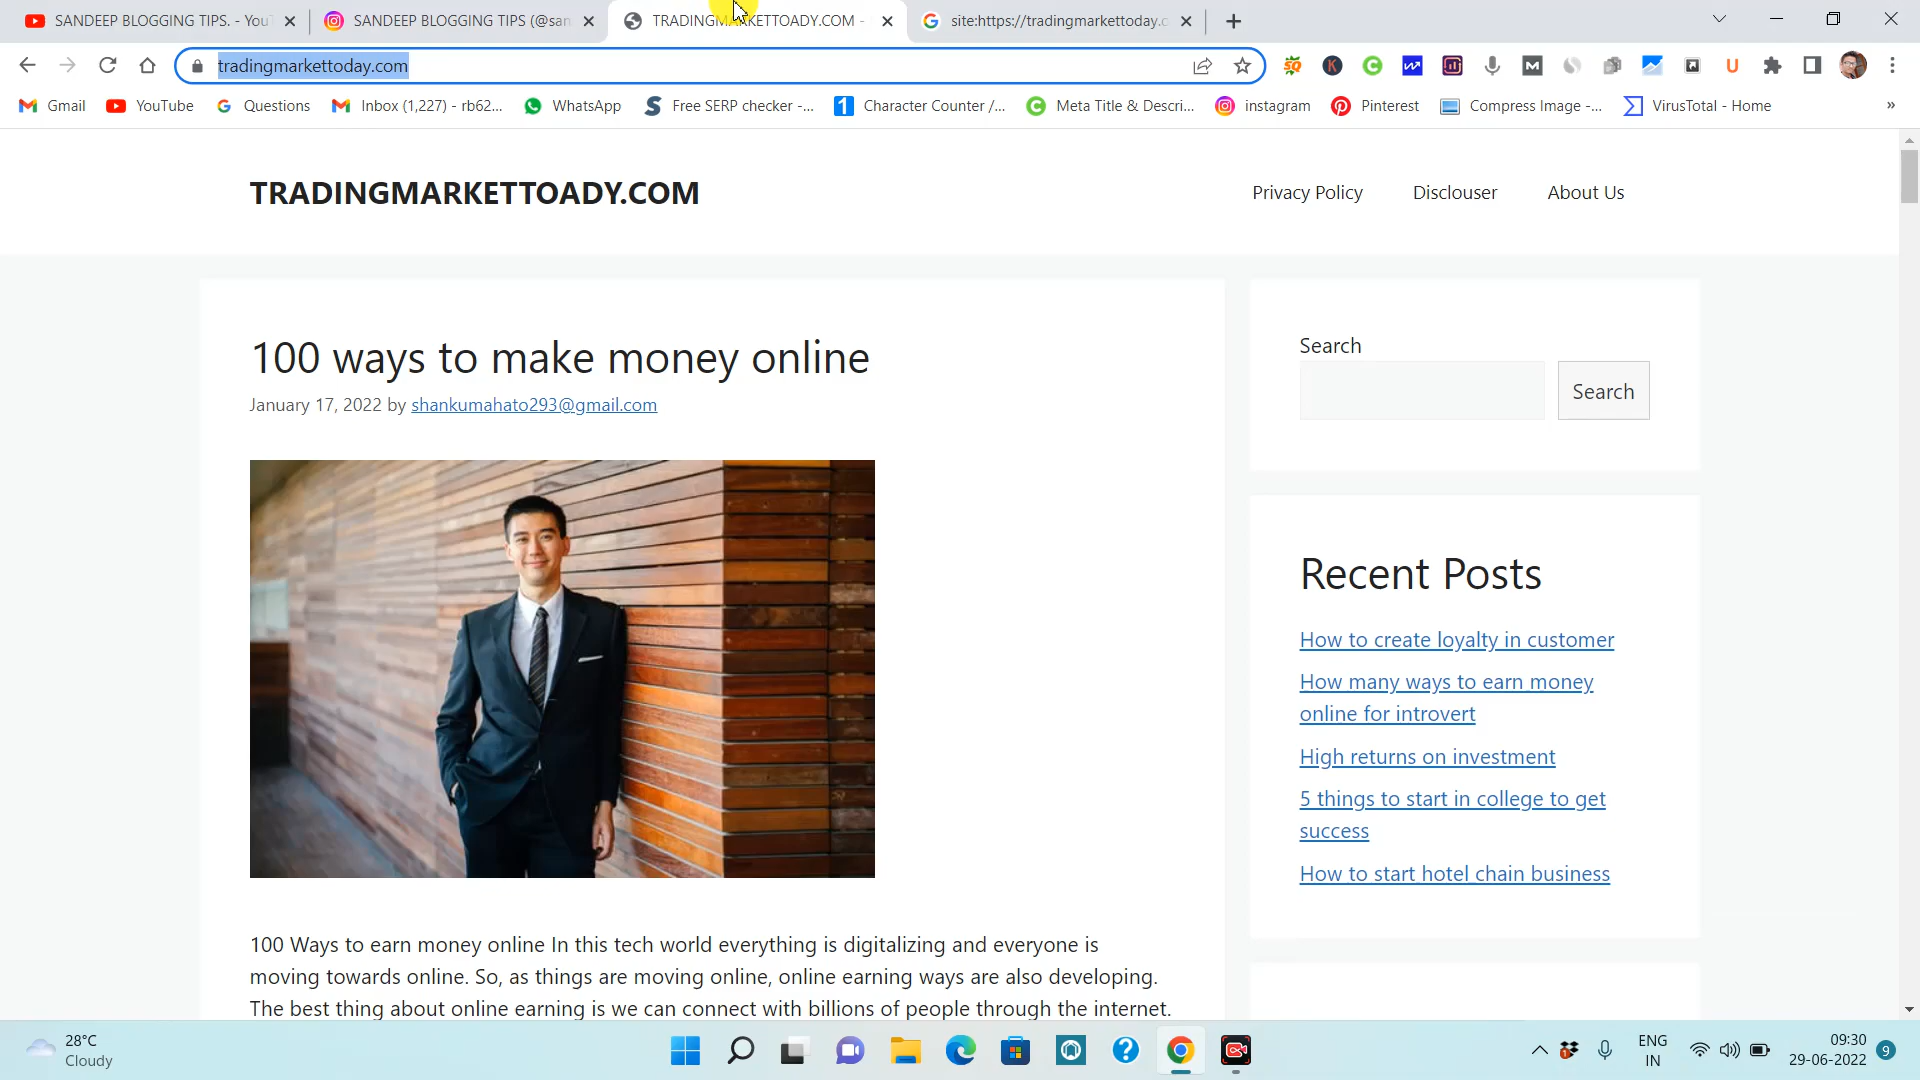 SANDEEP BLOGGING TIPS. - YouT
SANDEEP BLOGGING TIPS (@san
TRADINGMARKETTOADY.COM -
site:https://tradingmarkettoday.c
tradingmarkettoday.com
Gmail
YouTube
Questions
Inbox (1,227) - rb62...
WhatsApp
Free SERP checker -...
Character Counter /...
Meta Title & Descri...
instagram
Pinterest
Compress Image -...
VirusTotal - Home
»
TRADINGMARKETTOADY.COM
Privacy Policy
Disclouser
About Us
100 ways to make money online
January 17, 2022 by shankumahato293@gmail.com
100 Ways to earn money online In this tech world everything is digitalizing and everyone is
moving towards online. So, as things are moving online, online earning ways are also developing.
The best thing about online earning is we can connect with billions of people through the internet.
Search
Search
Recent Posts
How to create loyalty in customer
How many ways to earn money
online for introvert
High returns on investment
5 things to start in college to get
success
How to start hotel chain business
28°C
Cloudy
ENG
IN
09:30
29-06-2022
9